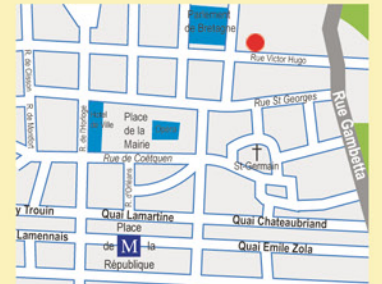 Parlement
de Bretagne
Rue Victor Hugo
R. de Clisson
Rue St Georges
Rue Gambetta
R. de Montfort
R. de l'Horloge
Place
de la
Mairie
Rue de Coëtquen
St Germain
R. d'Orléans
y Trouin
Quai Lamartine
Quai Chateaubriand
Lamennais
Place
de M la
République
Quai Emile Zola